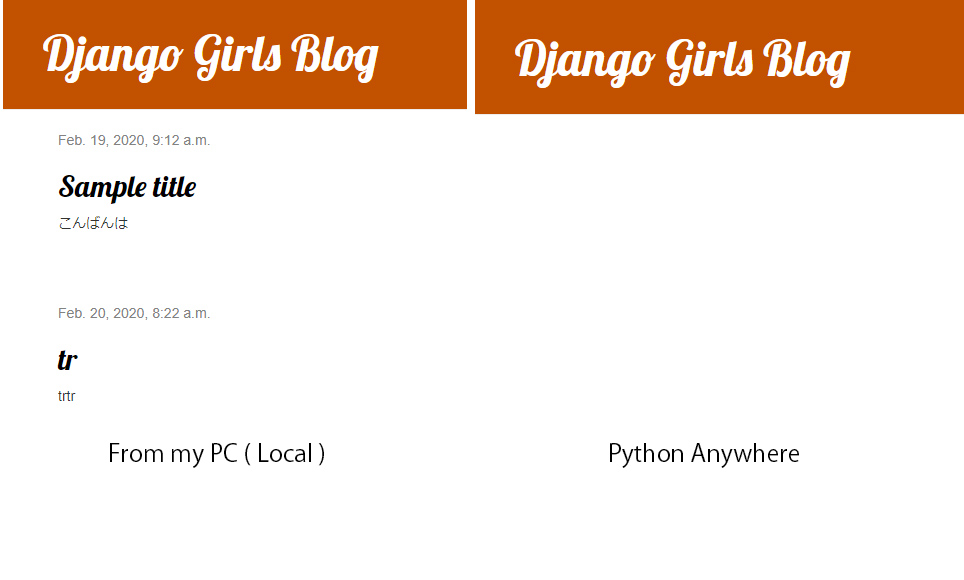 Django Girls Blog
Feb. 19, 2020, 9:12 a.m.
Sample title
こんばんは
Feb. 20, 2020, 8:22 a.m.
tr
trtr
From my PC ( Local )
Django Girls Blog
Python Anywhere